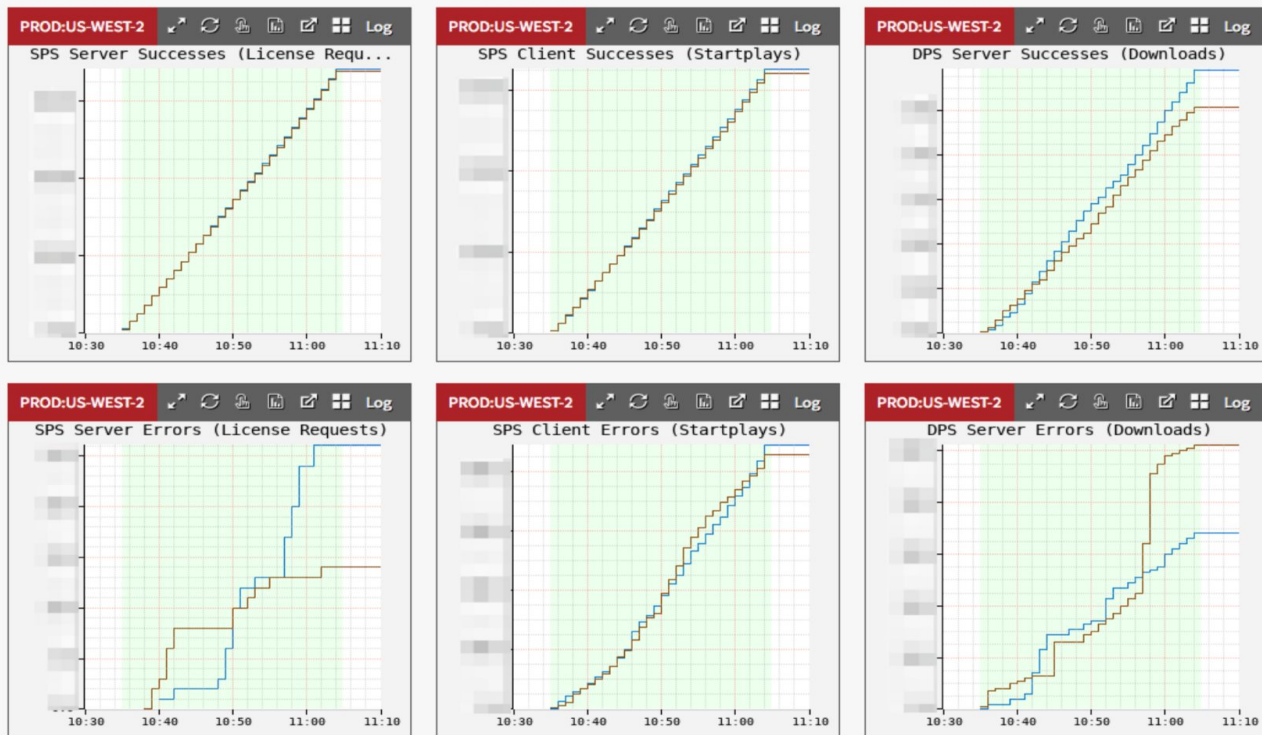 PROD:US-WEST-2 Log
SPS Server Successes (License Requ...
10:30 10:40 10:50 11:00 11:10
PROD:US-WEST-2 Log
SPS Client Successes (Startplays)
10:30 10:40 10:50 11:00 11:10
PROD:US-WEST-2 Log
DPS Server Successes (Downloads)
10:30 10:40 10:50 11:00 11:10
PROD:US-WEST-2 Log
SPS Server Errors (License Requests)
10:30 10:40 10:50 11:00 11:10
PROD:US-WEST-2 Log
SPS Client Errors (Startplays)
10:30 10:40 10:50 11:00 11:10
PROD:US-WEST-2 Log
DPS Server Errors (Downloads)
10:30 10:40 10:50 11:00 11:10